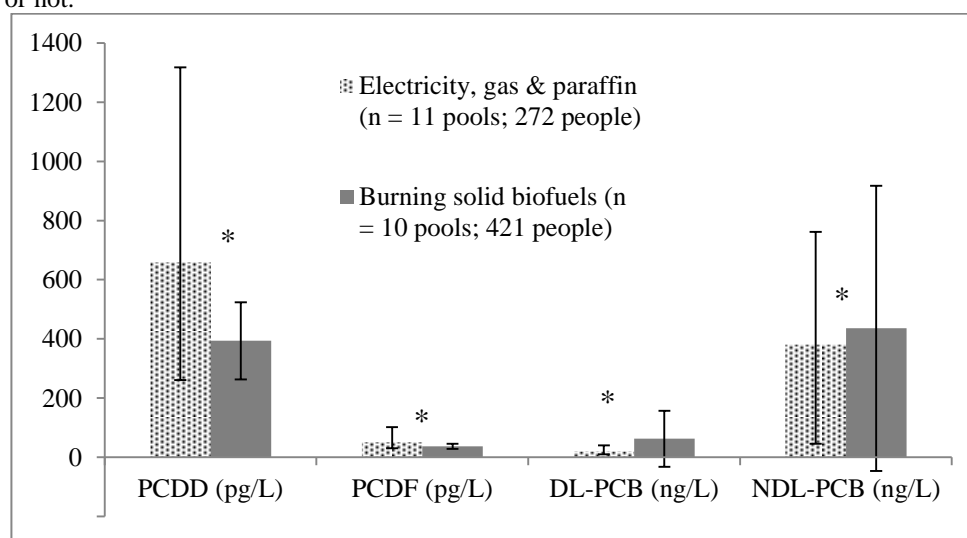 or not.
1400
1200
1000
800
600
400
200
0
Electricity, gas & paraffin
(n = 11 pools; 272 people)
Burning solid biofuels (n
= 10 pools; 421 people)
*
*
*
*
PCDD (pg/L) PCDF (pg/L) DL-PCB (ng/L) NDL-PCB (ng/L)